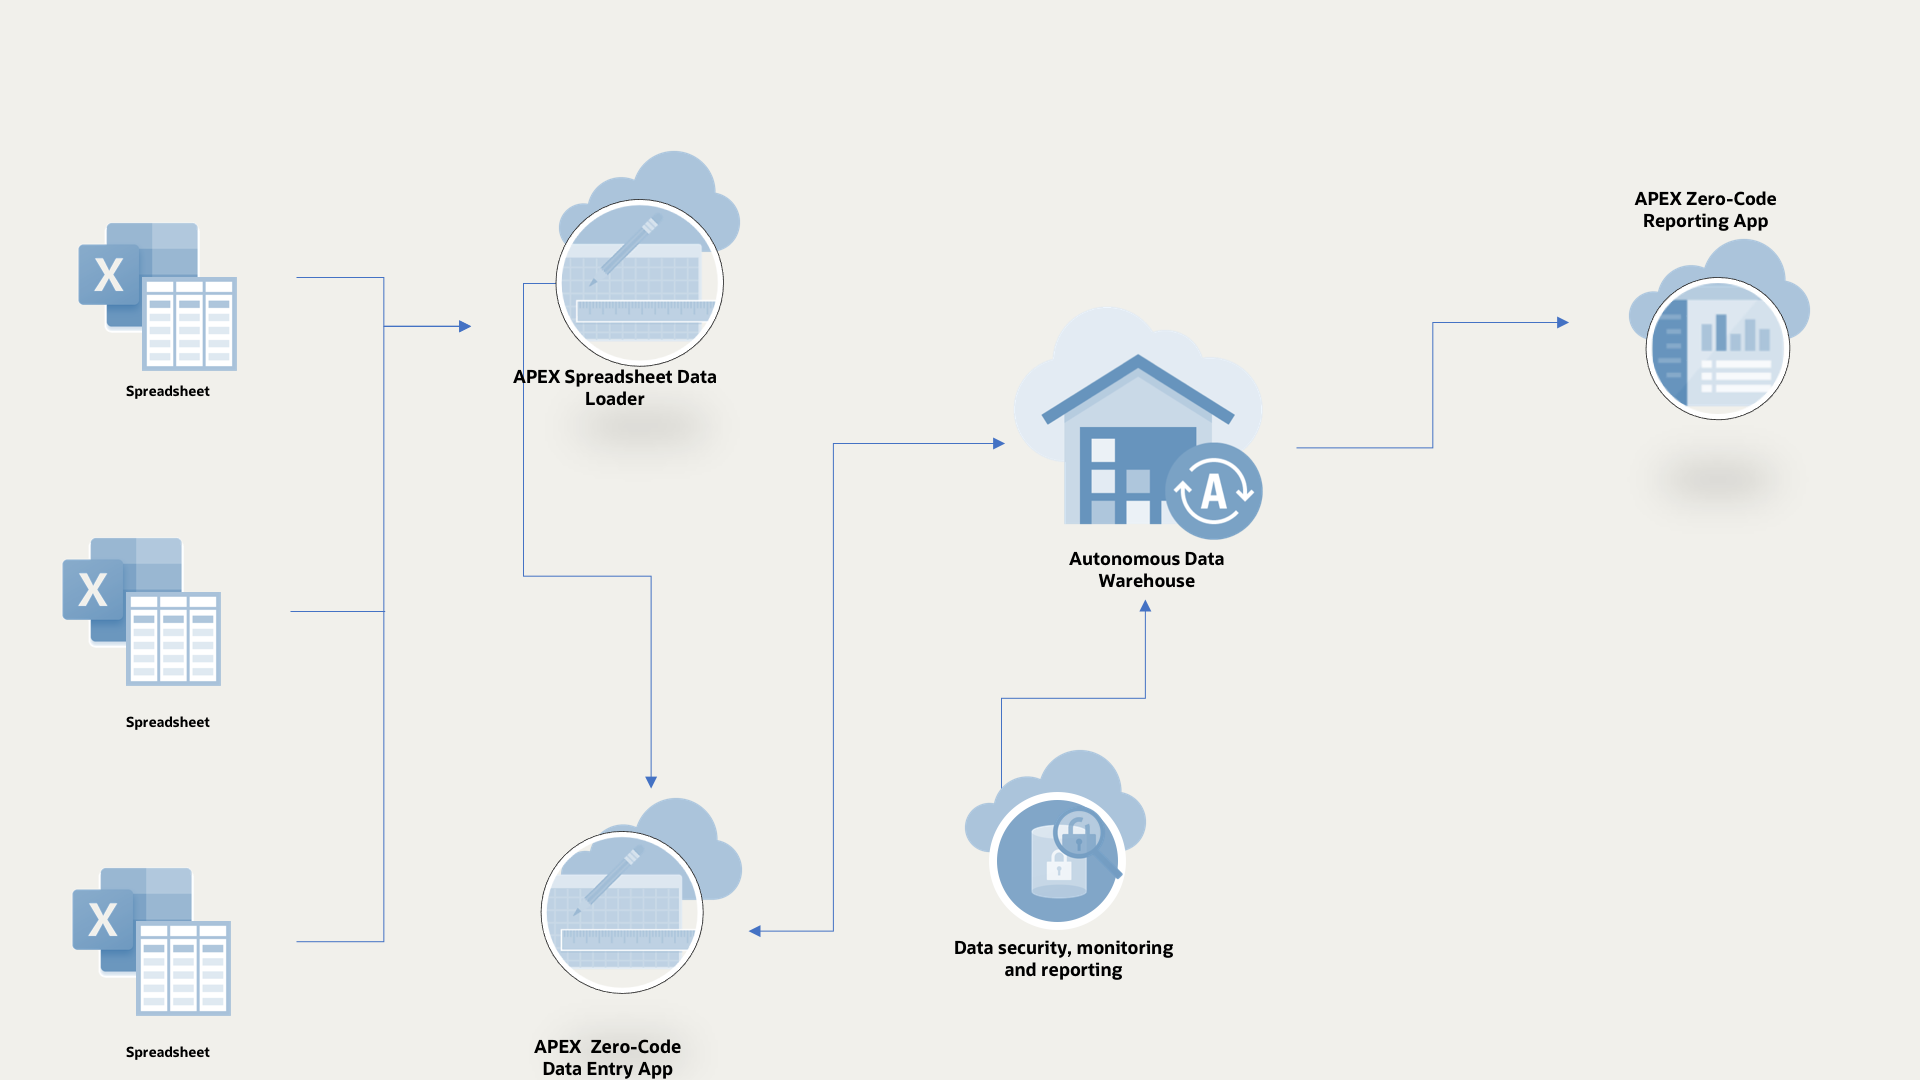 APEX Zero-Code
Reporting App
X
Spreadsheet
APEX Spreadsheet Data
Loader
A
Autonomous Data
Warehouse
X
Spreadsheet
X
Spreadsheet
Data security, monitoring
and reporting
APEX  Zero-Code
Data Entry App